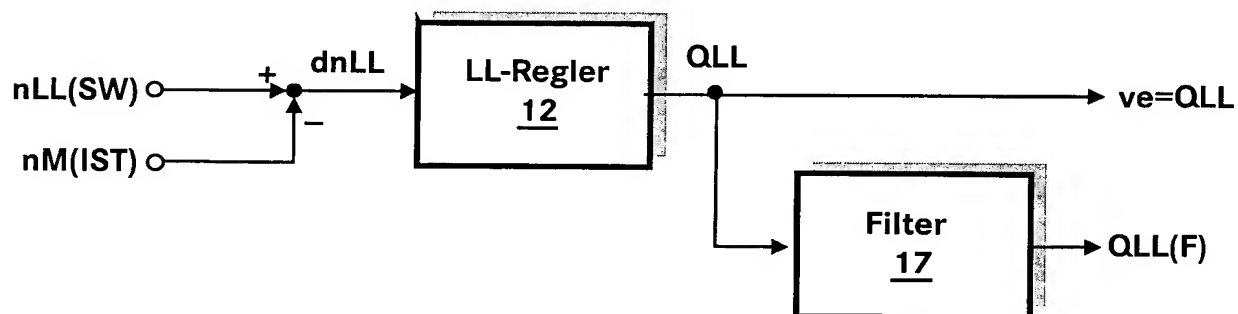 nLL(SW)
+
dnLL
LL-Regler
12
QLL
ve=QLL
nM(IST)
–
Filter
17
QLL(F)